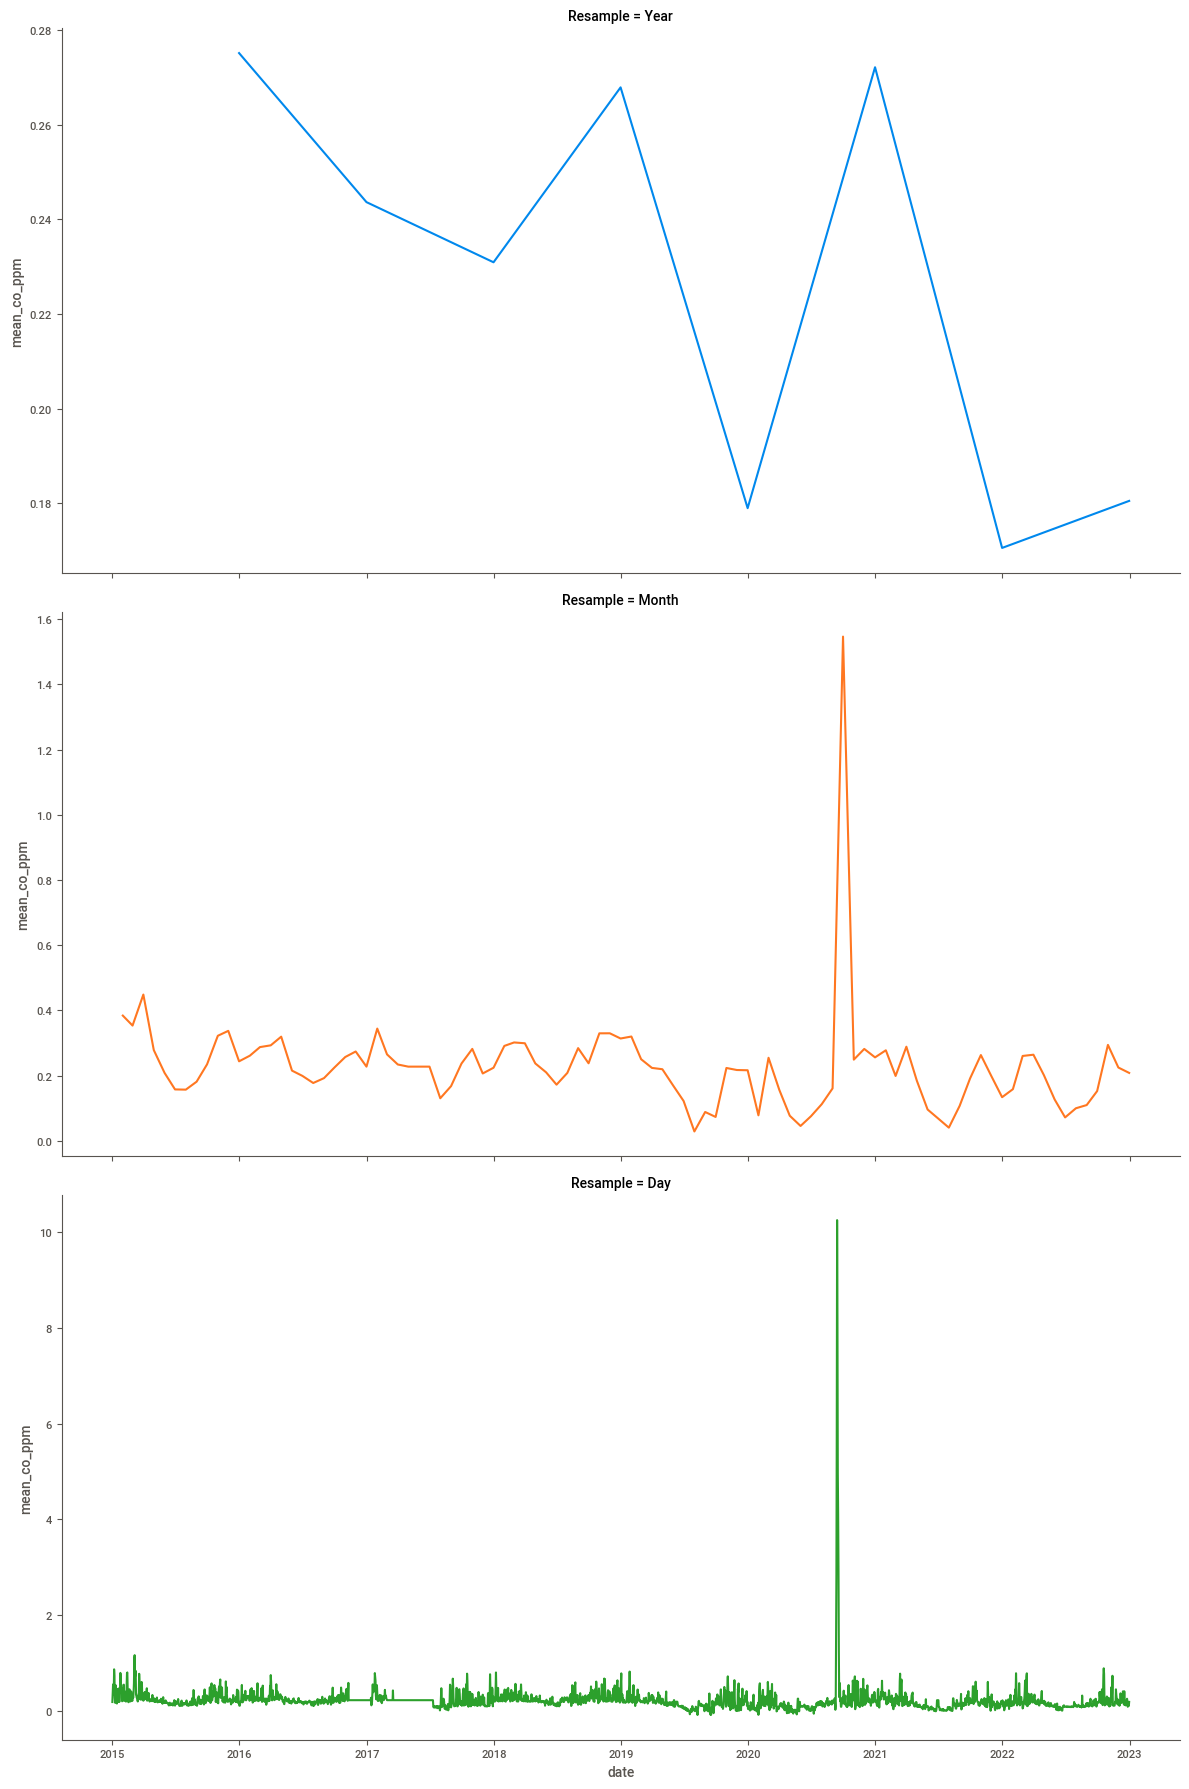 Resample = Year
0.28
0.26
0.24
0.22
0.20
0.18
mean_co_ppm
Resample = Month
1.6
1.4
1.2
1.0
0.8
0.6
0.4
0.2
0.0
mean_co_ppm
Resample = Day
10
8
6
4
2
0
mean_co_ppm
2015 2016 2017 2018 2019 2020 2021 2022 2023
date